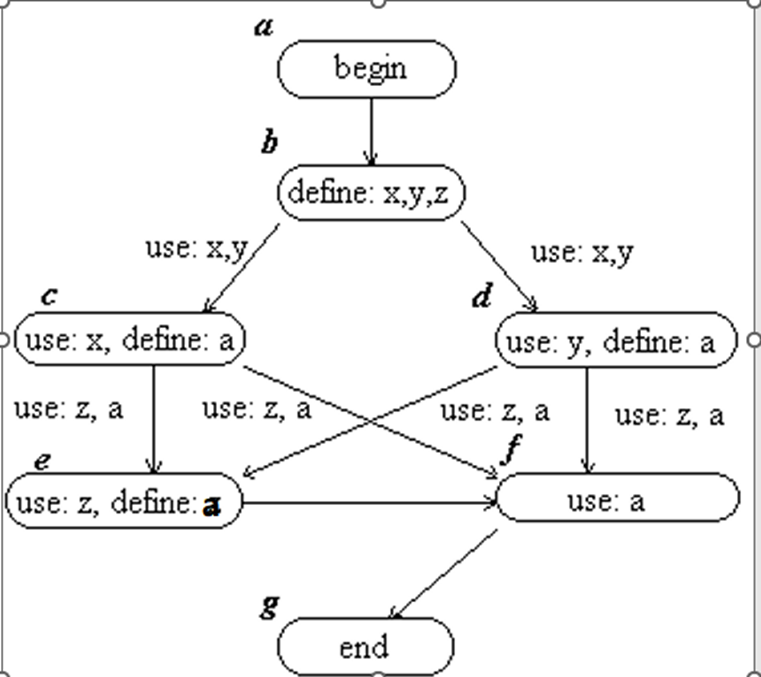 a
begin
b
define: x,y,z
use: x,y
use: x,y
c
d
use: x, define: a
use: y, define: a
use: z, a
use: z, a
use: z, a
use: z, a
e
f
use: z, define: a
use: a
g
end